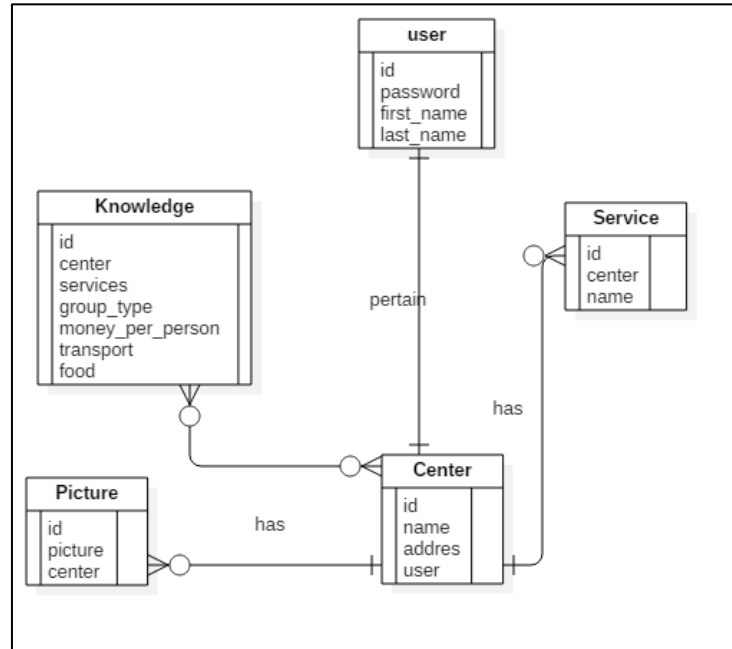 user
id
password
first_name
last_name
Knowledge
id
center
services
group_type
money_per_person
transport
food
Service
id
center
name
pertain
has
Picture
id
picture
center
has
Center
id
name
addres
user